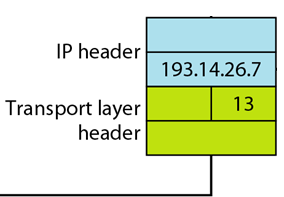 IP header
193.14.26.7
13
Transport layer
header